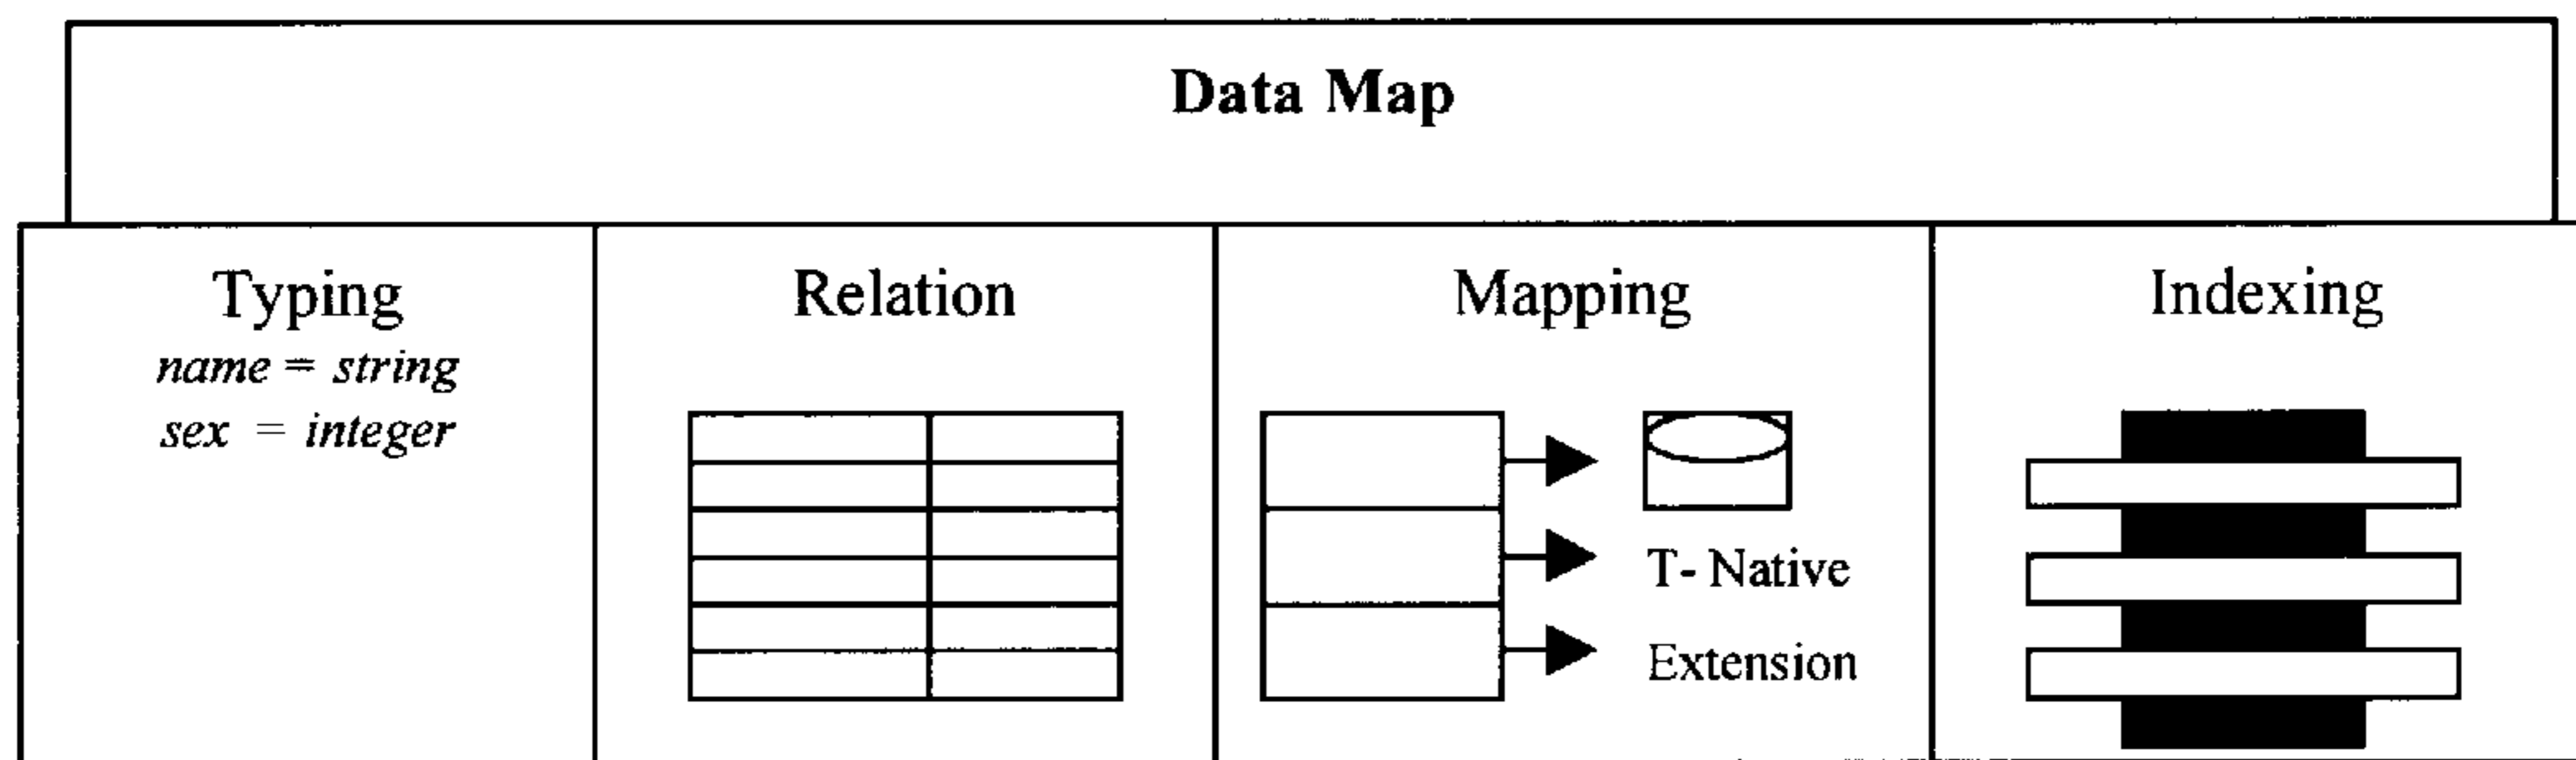 Data Map
Typing
name = string
sex = integer
Relation
Mapping
T- Native
Extension
Indexing